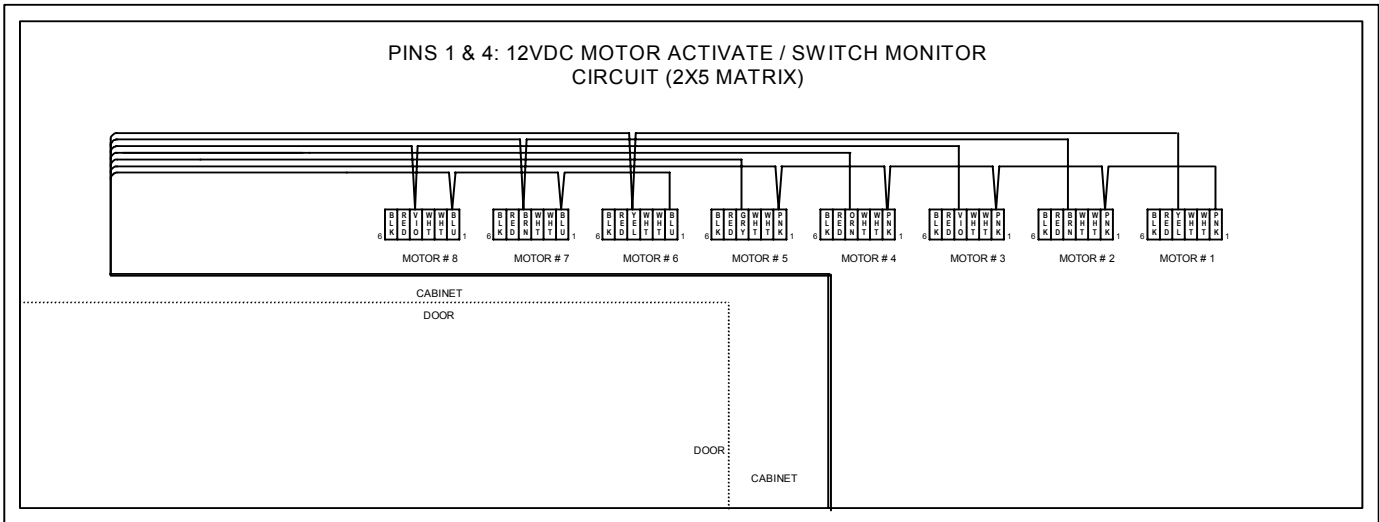 PINS 1 & 4: 12VDC MOTOR ACTIVATE / SWITCH MONITOR
CIRCUIT (2X5 MATRIX)
6 BLK RED VIO WHT WHT BLU 1
6 BLK RED BRN WHT WHT BLU 1
6 BLK RED YEL WHT WHT BLU 1
6 BLK RED GRY WHT WHT PNK 1
6 BLK RED ORN WHT WHT PNK 1
6 BLK RED VIO WHT WHT PNK 1
6 BLK RED BRN WHT WHT PNK 1
6 BLK RED YEL WHT WHT PNK 1
MOTOR # 8
MOTOR # 7
MOTOR # 6
MOTOR # 5
MOTOR # 4
MOTOR # 3
MOTOR # 2
MOTOR # 1
CABINET
DOOR
DOOR
CABINET